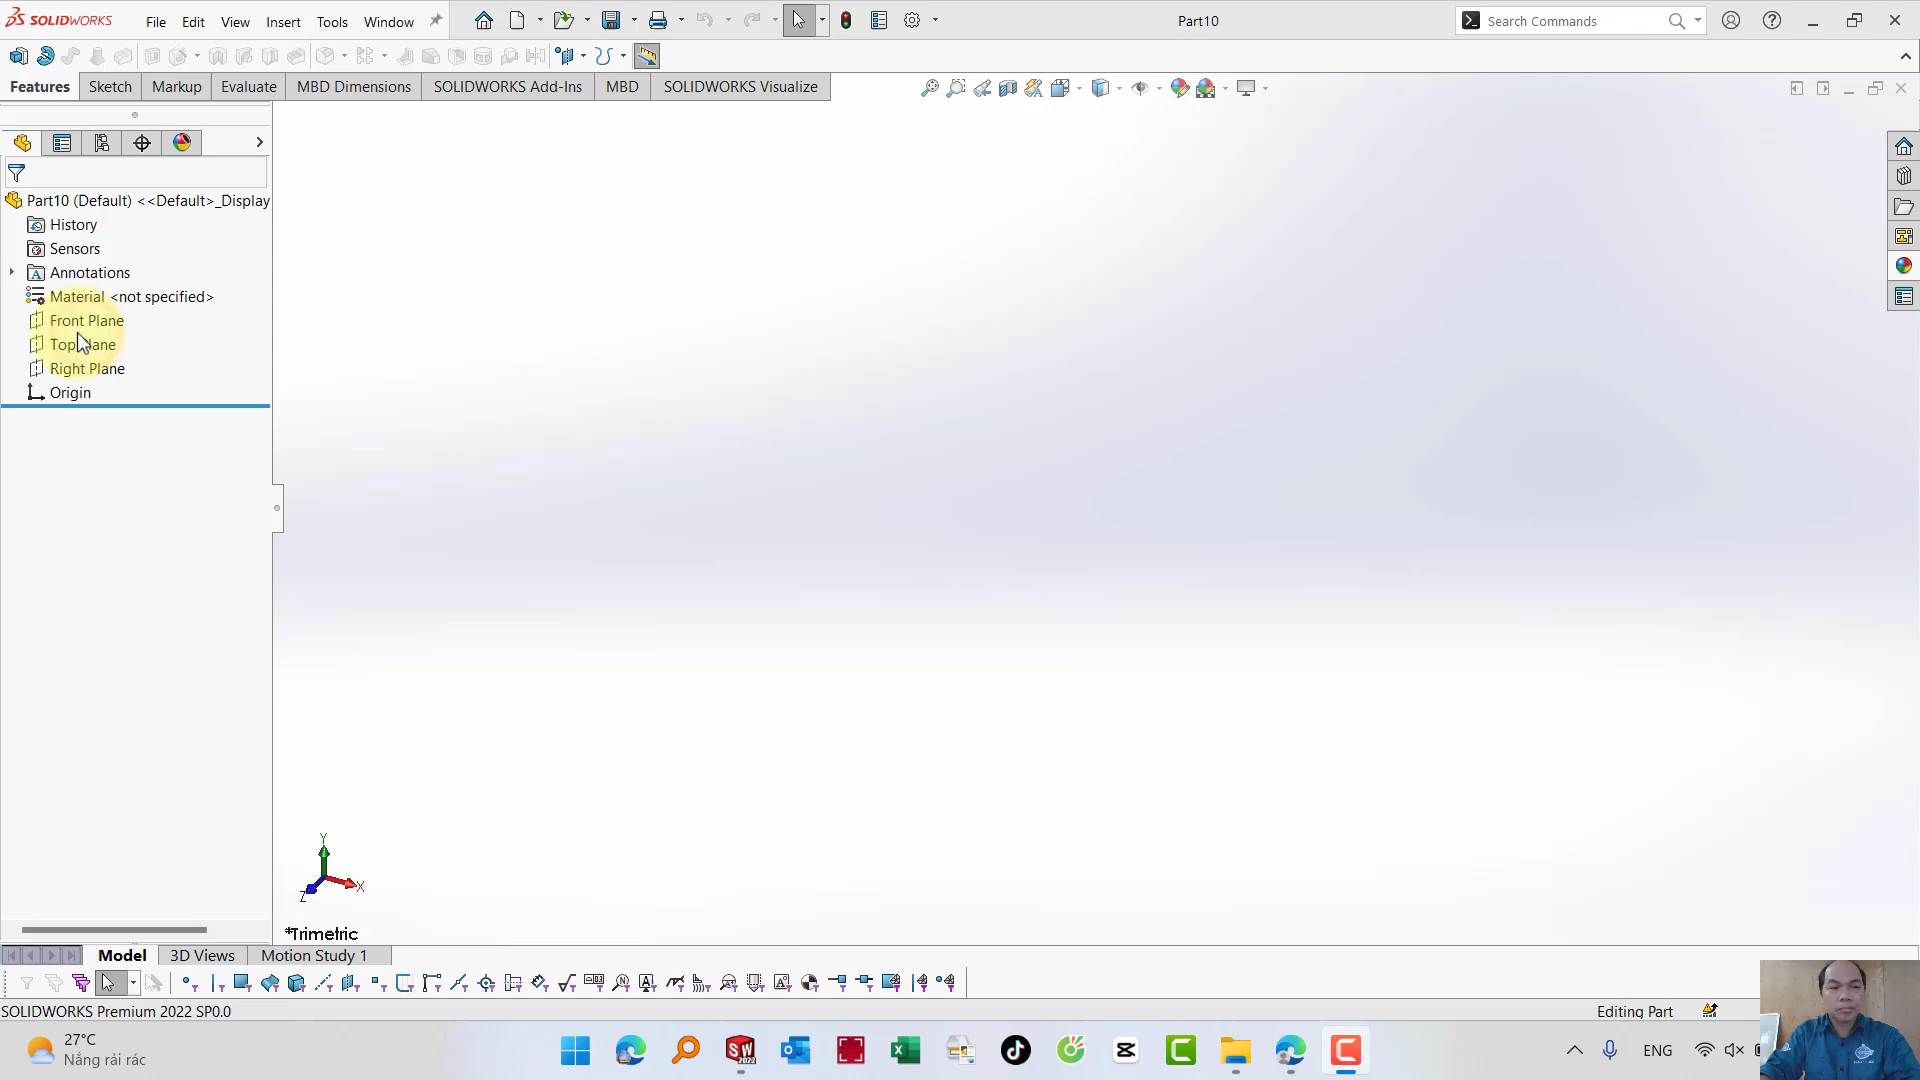 SOLIDWORKS File Edit View Insert Tools Window Part10 Search Commands
Features Sketch Markup Evaluate MBD Dimensions SOLIDWORKS Add-Ins MBD SOLIDWORKS Visualize
Part10 (Default) <<Default>_Display
History
Sensors
Annotations
Material <not specified>
Front Plane
Top Plane
Right Plane
Origin
Y
X
Z
*Trimetric
Model 3D Views Motion Study 1
SOLIDWORKS Premium 2022 SP0.0 Editing Part
27°C
Nắng rải rác
ENG